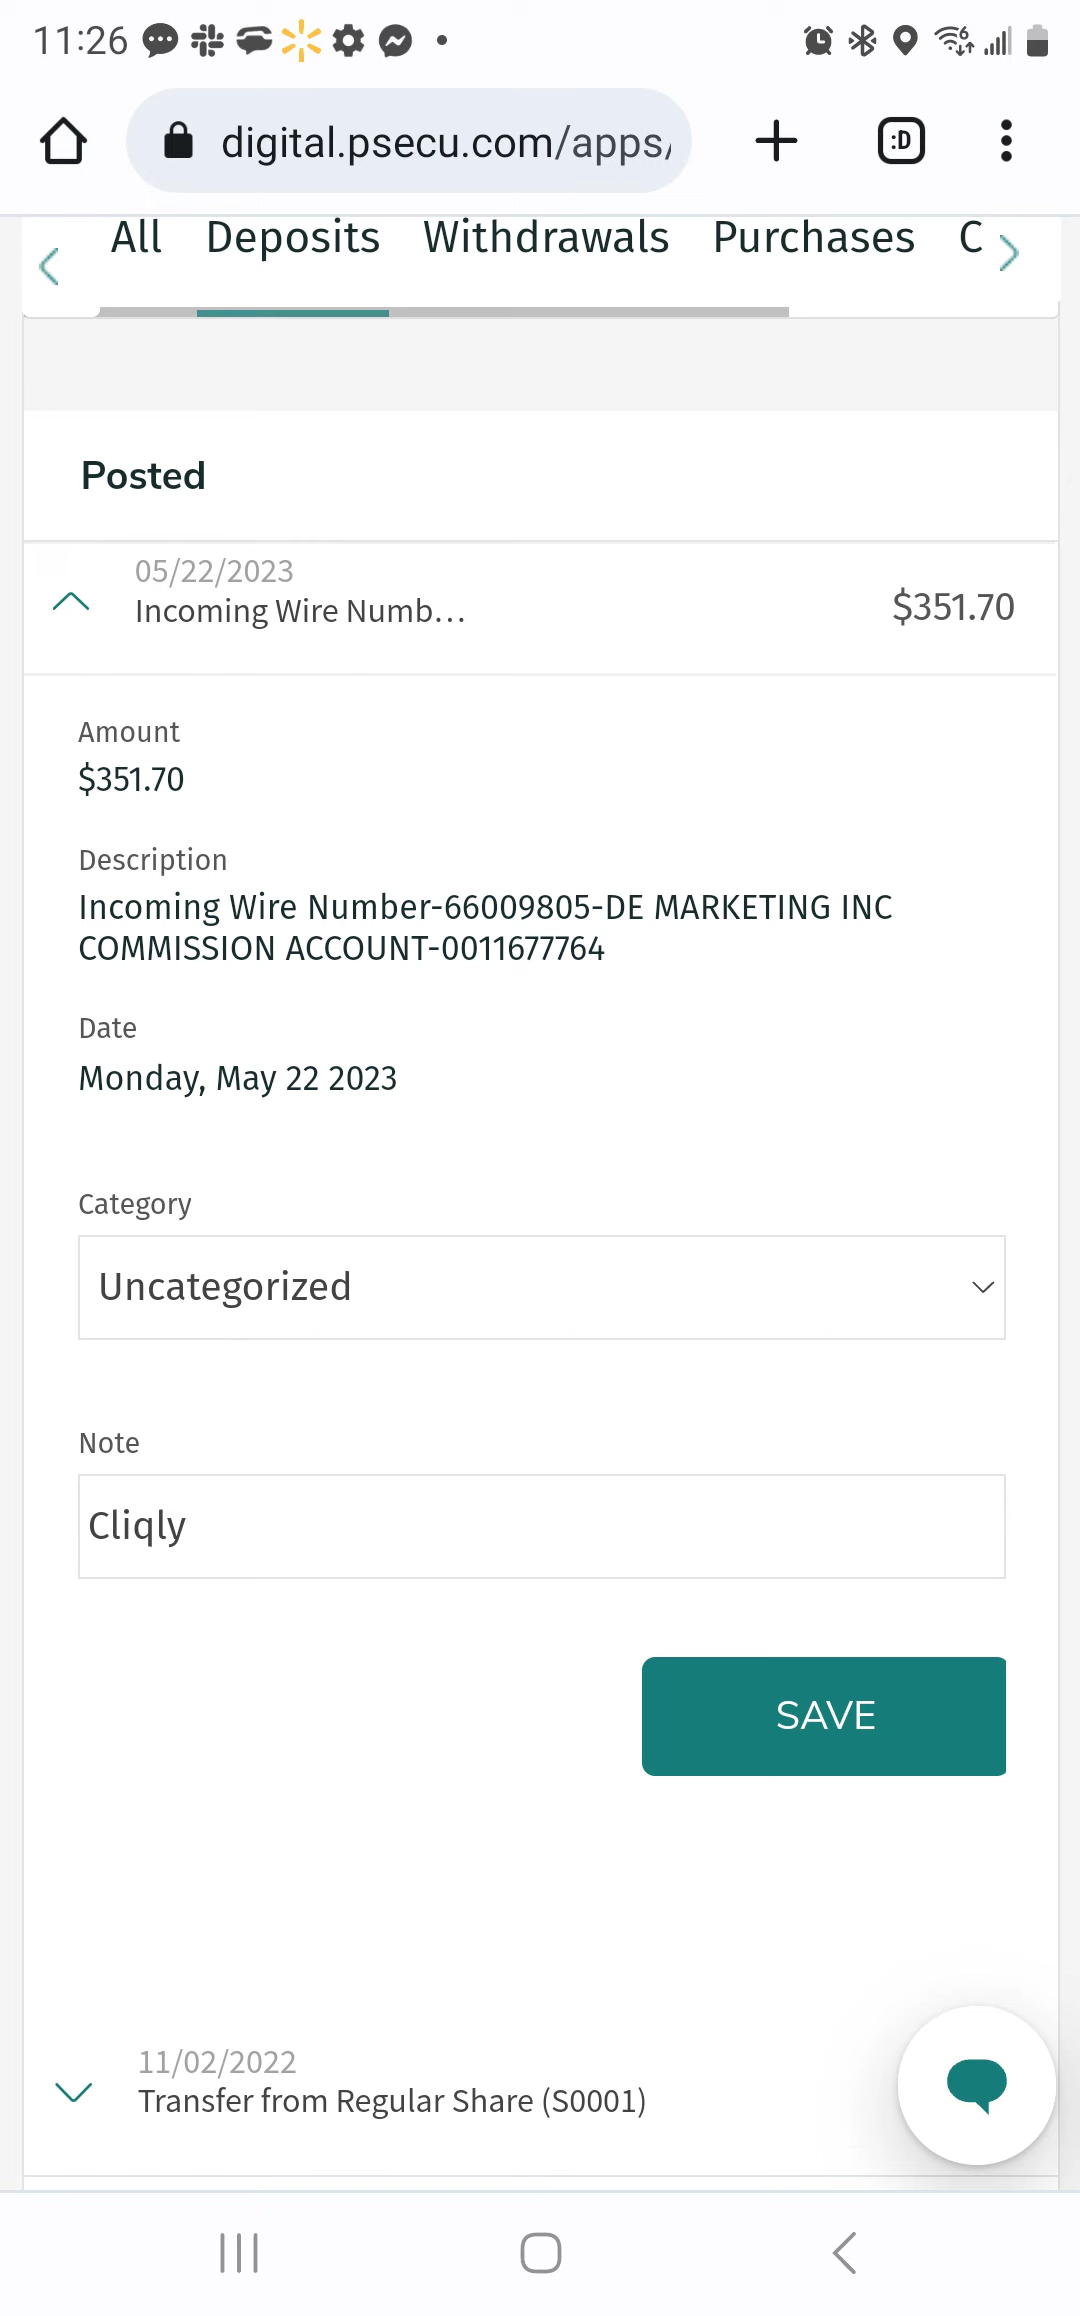 11:26
digital.psecu.com/apps/
:D
All Deposits Withdrawals Purchases C
Posted
05/22/2023
Incoming Wire Numb...
$351.70
Amount
$351.70
Description
Incoming Wire Number-66009805-DE MARKETING INC
COMMISSION ACCOUNT-0011677764
Date
Monday, May 22 2023
Category
Uncategorized
Note
Cliqly
SAVE
11/02/2022
Transfer from Regular Share (S0001)